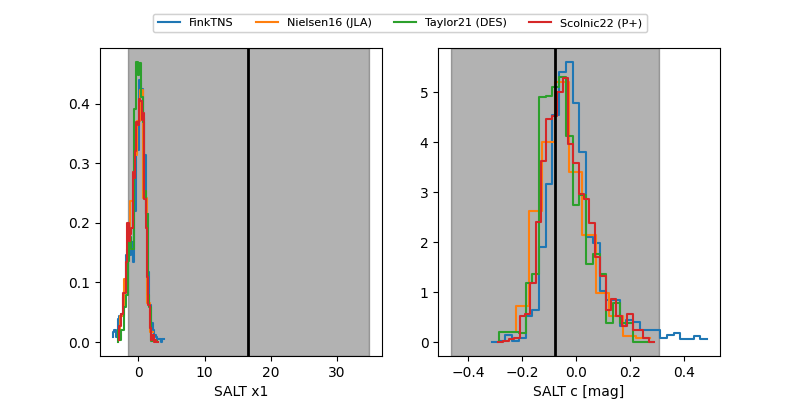 FinkTNS Nielsen16 (JLA) Taylor21 (DES) Scolnic22 (P+)
0.4
0.3
0.2
0.1
0.0
0 10 20 30
SALT x1
5
4
3
2
1
0
−0.4 −0.2 0.0 0.2 0.4
SALT c [mag]